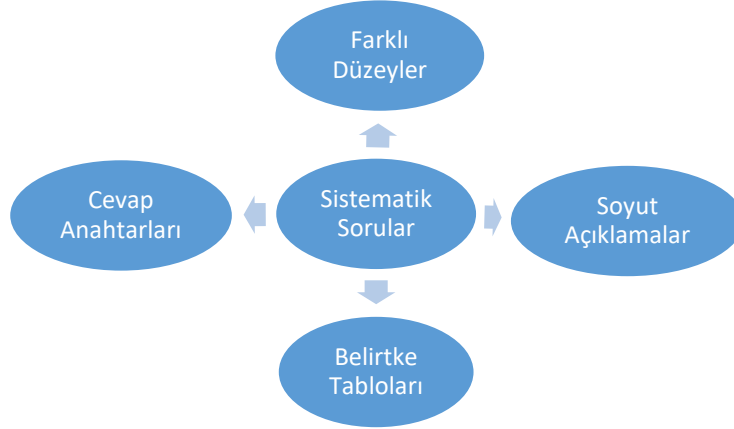 Farklı
Düzeyler
Cevap
Anahtarları
Sistematik
Sorular
Soyut
Açıklamalar
Belirtke
Tabloları